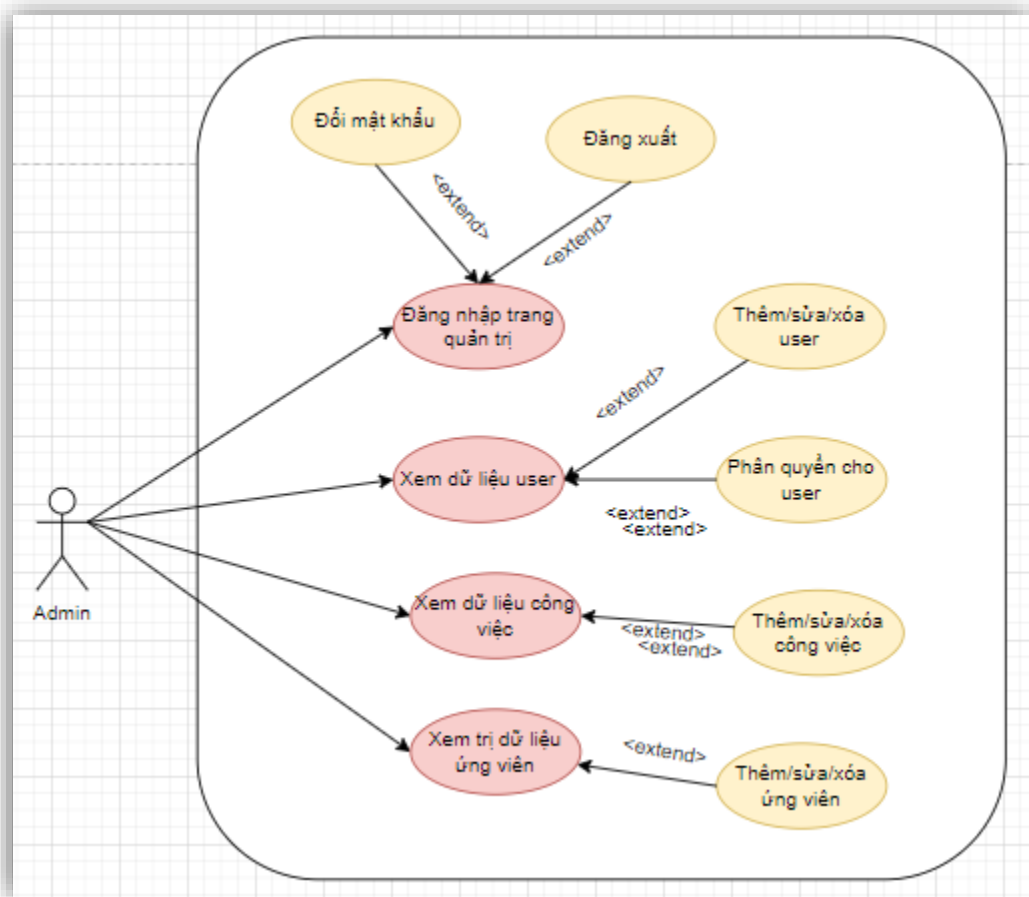 Đổi mật khẩu
Đăng xuất
<extend>
<extend>
Đăng nhập trang
quản trị
Thêm/sửa/xóa
user
<extend>
Xem dữ liệu user
Phân quyền cho
user
<extend>
<extend>
Admin
Xem dữ liệu công
việc
<extend>
<extend>
Thêm/sửa/xóa
công việc
Xem trị dữ liệu
ứng viên
<extend>
Thêm/sửa/xóa
ứng viên